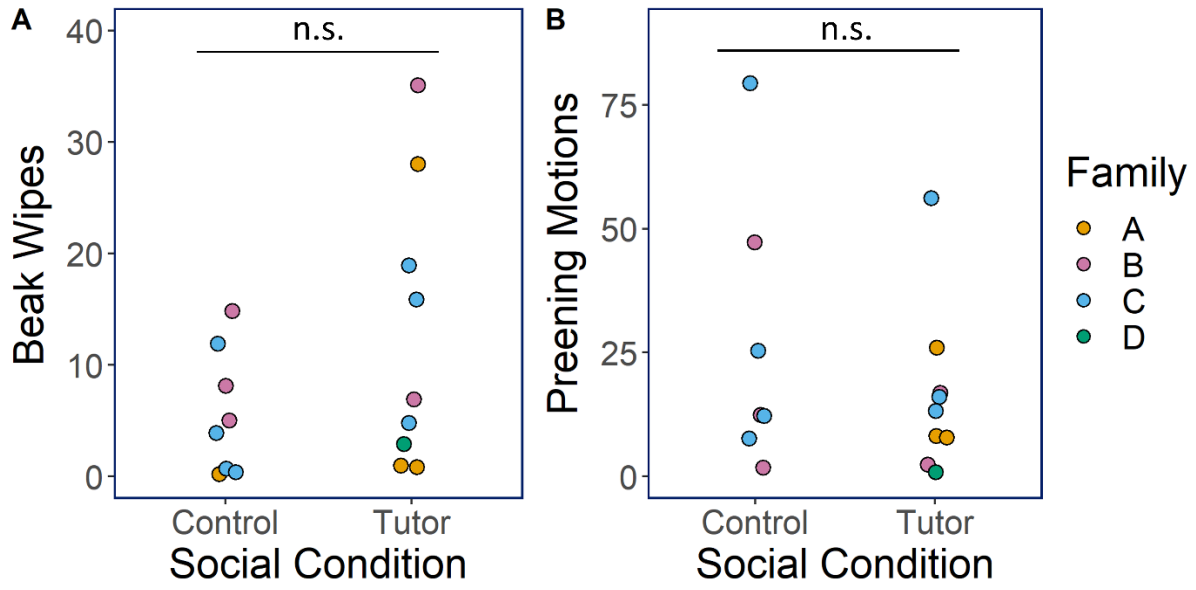 A
Beak Wipes
40
30
20
10
0
n.s.
Control
Tutor
Social Condition
B
Preening Motions
75
50
25
0
n.s.
Control
Tutor
Social Condition
Family
A
B
C
D